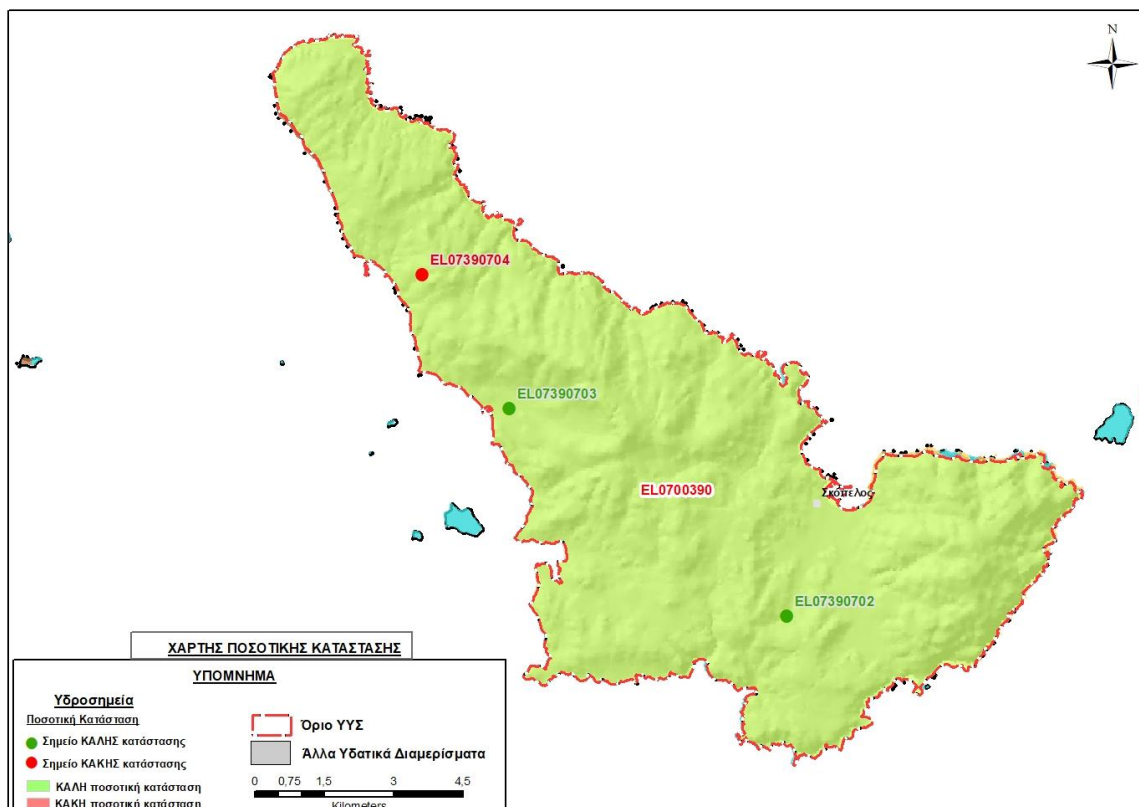 N
EL07390704
EL07390703
EL0700390
Σκόπελος
EL07390702
ΧΑΡΤΗΣ ΠΟΣΟΤΙΚΗΣ ΚΑΤΑΣΤΑΣΗΣ
ΥΠΟΜΝΗΜΑ
Υδροσημεία
Ποσοτική Κατάσταση
Σημείο ΚΑΛΗΣ κατάστασης
Σημείο ΚΑΚΗΣ κατάστασης
ΚΑΛΗ ποσοτική κατάσταση
ΚΑΚΗ ποσοτική κατάσταση
Όριο ΥΥΣ
Άλλα Υδατικά Διαμερίσματα
0 0,75 1,5 3 4,5
Kilometers